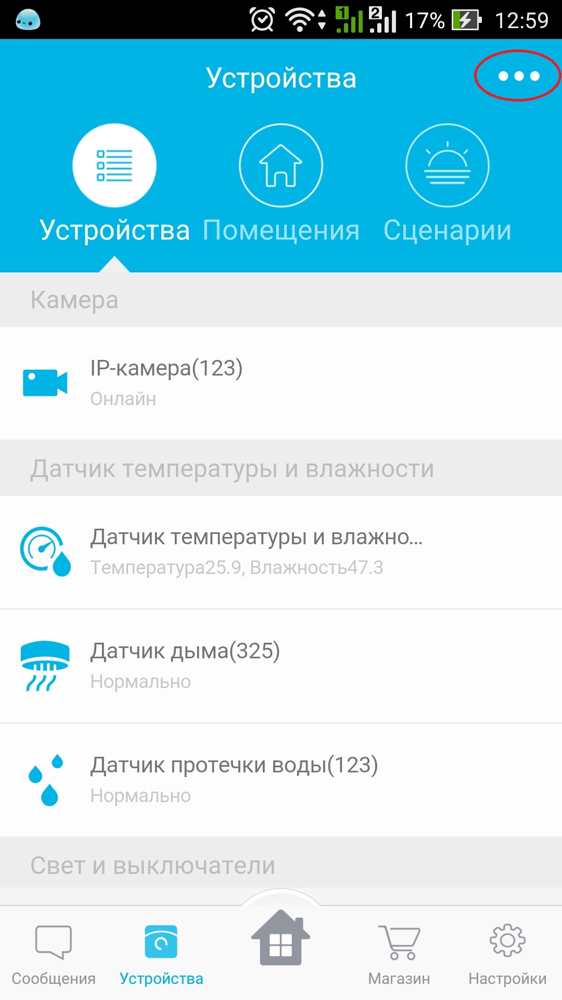 17% 12:59
Устройства
Устройства Помещения Сценарии
Камера
IP-камера(123)
Онлайн
Датчик температуры и влажности
Датчик температуры и влажно...
Температура25.9, Влажность47.3
Датчик дыма(325)
Нормально
Датчик протечки воды(123)
Нормально
Свет и выключатели
Сообщения Устройства Магазин Настройки